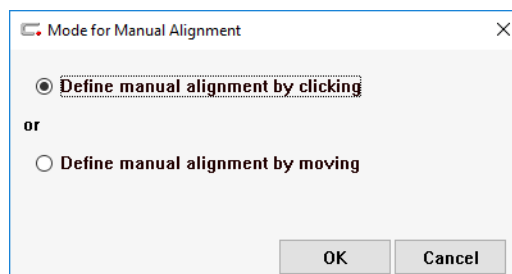 Mode for Manual Alignment
Define manual alignment by clicking
or
Define manual alignment by moving
OK Cancel